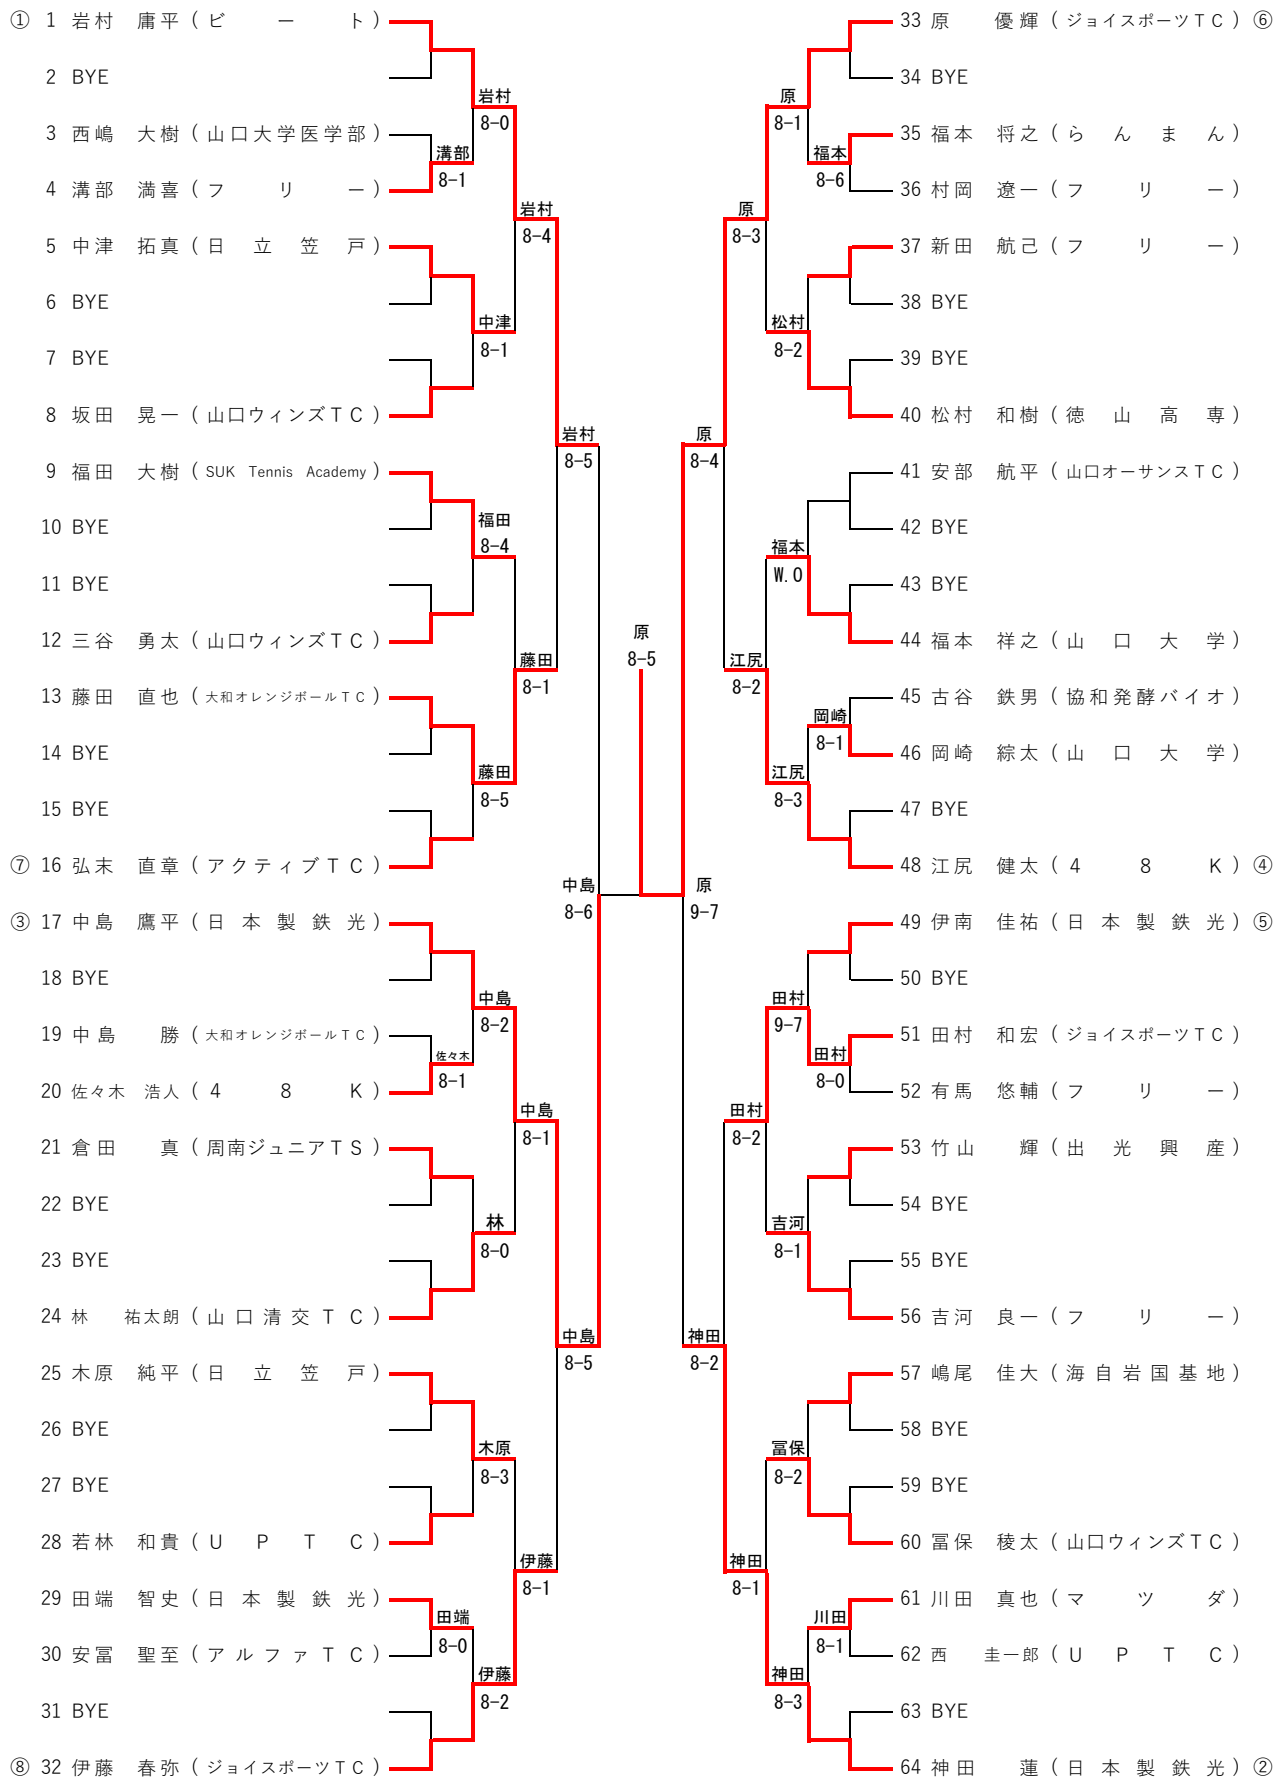 ① 1 岩村 庸平 ( ビ ー ト )
2 BYE
3 西嶋 大樹 ( 山口大学医学部 )
4 溝部 満喜 ( フ リ ー )
5 中津 拓真 ( 日 立 笠 戸 )
6 BYE
7 BYE
8 坂田 晃一 ( 山口ウィンズＴＣ )
9 福田 大樹 ( SUK Tennis Academy )
10 BYE
11 BYE
12 三谷 勇太 ( 山口ウィンズＴＣ )
13 藤田 直也 ( 大和オレンジボールＴＣ )
14 BYE
15 BYE
⑦ 16 弘末 直章 ( アクティブＴＣ )
③ 17 中島 鷹平 ( 日 本 製 鉄 光 )
18 BYE
19 中島 勝 ( 大和オレンジボールＴＣ )
20 佐々木 浩人 ( 4 8 K )
21 倉田 真 ( 周南ジュニアＴＳ )
22 BYE
23 BYE
24 林 祐太朗 ( 山口清交ＴＣ )
25 木原 純平 ( 日 立 笠 戸 )
26 BYE
27 BYE
28 若林 和貴 ( U P T C )
29 田端 智史 ( 日 本 製 鉄 光 )
30 安冨 聖至 ( アルファＴＣ )
31 BYE
⑧ 32 伊藤 春弥 ( ジョイスポーツＴＣ )
溝部
8-1
佐々木
8-1
田端
8-0
岩村
8-0
中津
8-1
福田
8-4
藤田
8-5
中島
8-2
林
8-0
木原
8-3
伊藤
8-2
岩村
8-4
藤田
8-1
中島
8-1
伊藤
8-1
岩村
8-5
中島
8-5
中島
8-6
原
8-5
原
9-7
原
8-4
神田
8-2
原
8-3
江尻
8-2
田村
8-2
神田
8-1
原
8-1
松村
8-2
福本
W.O
江尻
8-3
田村
9-7
吉河
8-1
冨保
8-2
神田
8-3
福本
8-6
岡崎
8-1
田村
8-0
川田
8-1
33 原 優輝 ( ジョイスポーツＴＣ ) ⑥
34 BYE
35 福本 将之 ( ら ん ま ん )
36 村岡 遼一 ( フ リ ー )
37 新田 航己 ( フ リ ー )
38 BYE
39 BYE
40 松村 和樹 ( 徳 山 高 専 )
41 安部 航平 ( 山口オーサンスＴＣ )
42 BYE
43 BYE
44 福本 祥之 ( 山 口 大 学 )
45 古谷 鉄男 ( 協和発酵バイオ )
46 岡崎 綜太 ( 山 口 大 学 )
47 BYE
48 江尻 健太 ( 4 8 K ) ④
49 伊南 佳祐 ( 日 本 製 鉄 光 ) ⑤
50 BYE
51 田村 和宏 ( ジョイスポーツＴＣ )
52 有馬 悠輔 ( フ リ ー )
53 竹山 輝 ( 出 光 興 産 )
54 BYE
55 BYE
56 吉河 良一 ( フ リ ー )
57 嶋尾 佳大 ( 海自岩国基地 )
58 BYE
59 BYE
60 冨保 稜太 ( 山口ウィンズＴＣ )
61 川田 真也 ( マ ツ ダ )
62 西 圭一郎 ( U P T C )
63 BYE
64 神田 蓮 ( 日 本 製 鉄 光 ) ②